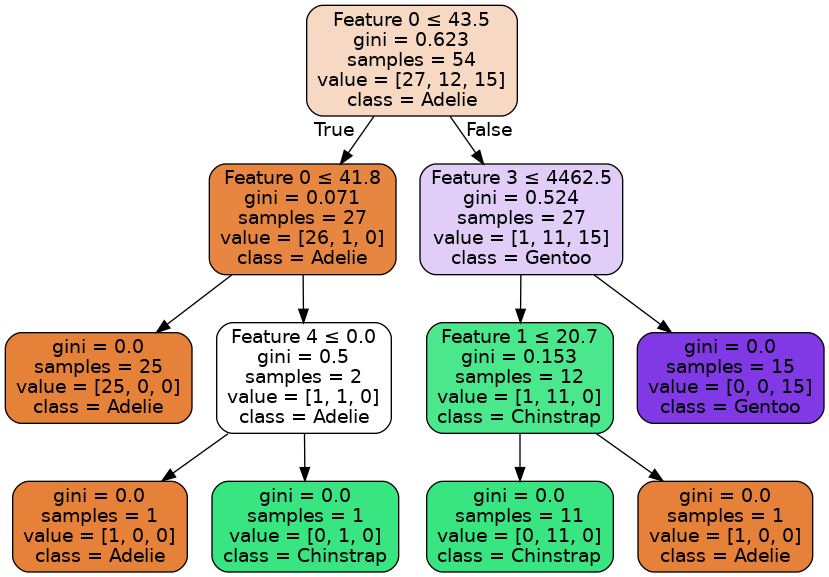 Feature 0 ≤ 43.5
gini = 0.623
samples = 54
value = [27, 12, 15]
class = Adelie
True
False
Feature 0 ≤ 41.8
gini = 0.071
samples = 27
value = [26, 1, 0]
class = Adelie
Feature 3 ≤ 4462.5
gini = 0.524
samples = 27
value = [1, 11, 15]
class = Gentoo
gini = 0.0
samples = 25
value = [25, 0, 0]
class = Adelie
Feature 4 ≤ 0.0
gini = 0.5
samples = 2
value = [1, 1, 0]
class = Adelie
Feature 1 ≤ 20.7
gini = 0.153
samples = 12
value = [1, 11, 0]
class = Chinstrap
gini = 0.0
samples = 15
value = [0, 0, 15]
class = Gentoo
gini = 0.0
samples = 1
value = [1, 0, 0]
class = Adelie
gini = 0.0
samples = 1
value = [0, 1, 0]
class = Chinstrap
gini = 0.0
samples = 11
value = [0, 11, 0]
class = Chinstrap
gini = 0.0
samples = 1
value = [1, 0, 0]
class = Adelie